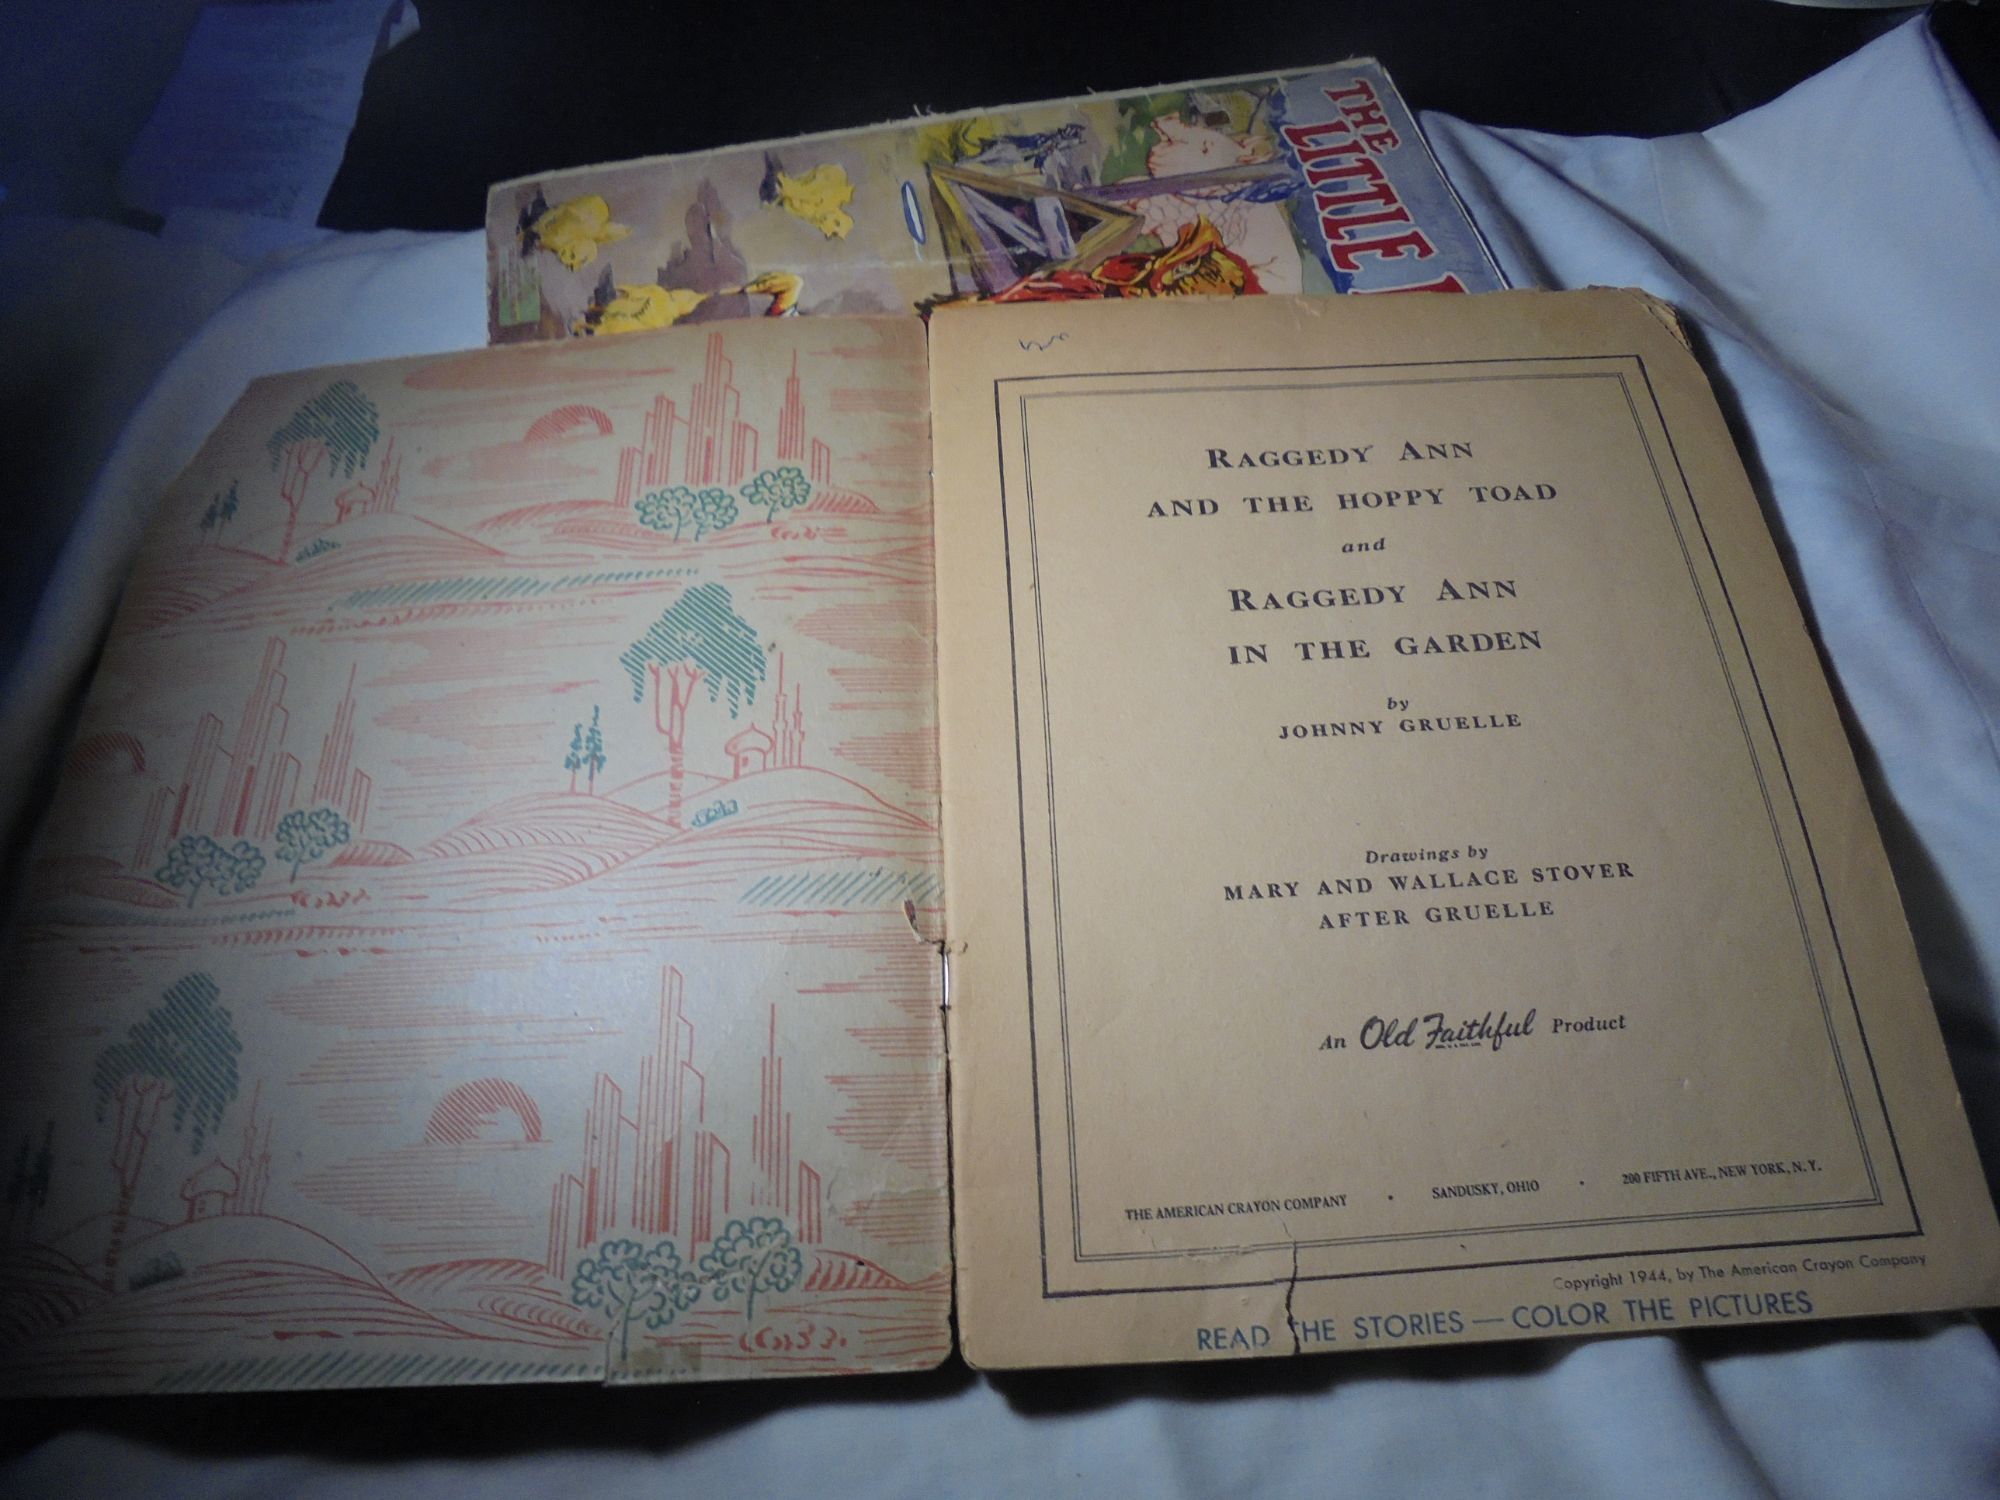 THE
LITTLE
RAGGEDY ANN
AND THE HOPPY TOAD
and
RAGGEDY ANN
IN THE GARDEN
by
JOHNNY GRUELLE
Drawings by
MARY AND WALLACE STOVER
AFTER GRUELLE
An Old Faithful Product
THE AMERICAN CRAYON COMPANY • SANDUSKY, OHIO • 200 FIFTH AVE., NEW YORK, N. Y.
Copyright 1944, by The American Crayon Company
READ THE STORIES — COLOR THE PICTURES